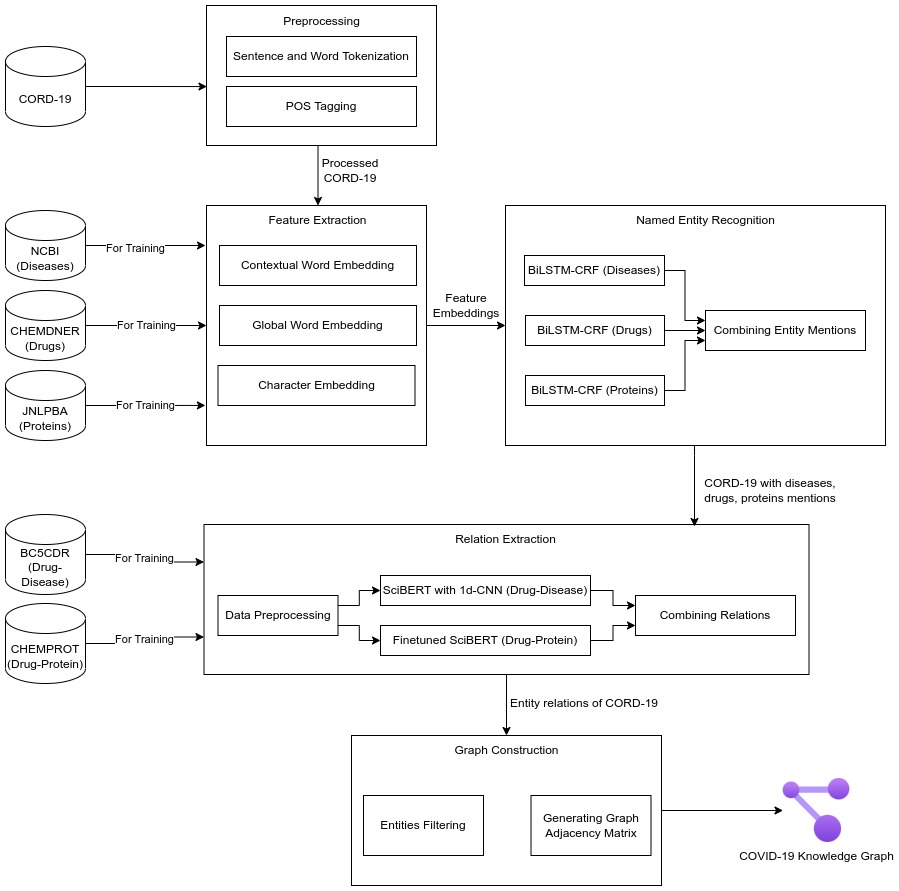 Preprocessing
Sentence and Word Tokenization
POS Tagging
CORD-19
Processed
CORD-19
Feature Extraction
Contextual Word Embedding
Global Word Embedding
Character Embedding
NCBI
(Diseases)
For Training
CHEMDNER
(Drugs)
For Training
JNLPBA
(Proteins)
For Training
Feature
Embeddings
Named Entity Recognition
BiLSTM-CRF (Diseases)
BiLSTM-CRF (Drugs)
BiLSTM-CRF (Proteins)
Combining Entity Mentions
CORD-19 with diseases,
drugs, proteins mentions
BC5CDR
(Drug-
Disease)
For Training
CHEMPROT
(Drug-Protein)
For Training
Relation Extraction
Data Preprocessing
SciBERT with 1d-CNN (Drug-Disease)
Finetuned SciBERT (Drug-Protein)
Combining Relations
Entity relations of CORD-19
Graph Construction
Entities Filtering
Generating Graph
Adjacency Matrix
COVID-19 Knowledge Graph